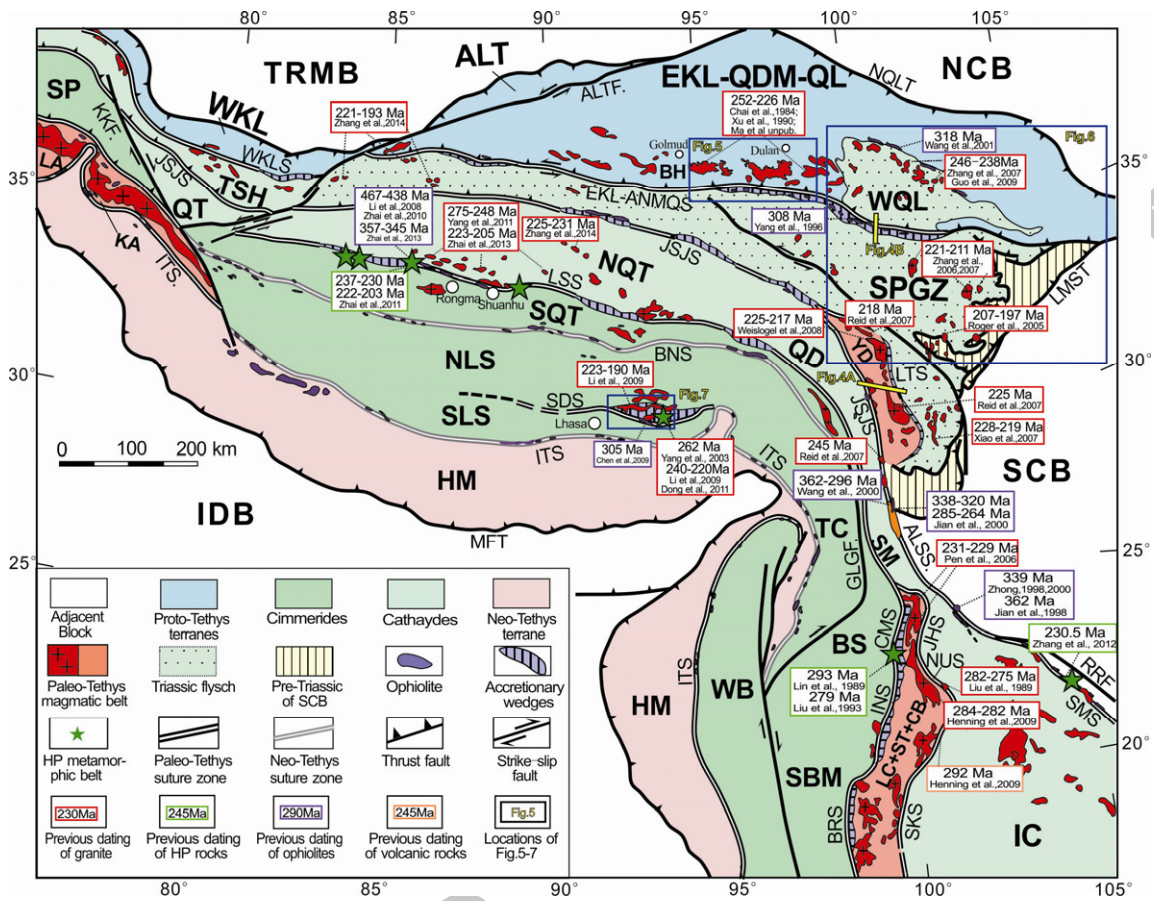 80°
85°
90°
95°
100°
105°
TRMB
ALT
EKL-QDM-QL
NCB
NQLT
ALTF.
SP
KKF.
WKL
WKLS
JSJS
TSH
QT
LA
KA
ITS.
35°
30°
25°
35°
30°
25°
20°
221-193 Ma
Zhang et al.,2014
252-226 Ma
Chai et al.,1984;
Xu et al., 1990;
Ma et al unpub.
Fig.5
Golmud
Dulan
BH
318 Ma
Wang et al.,2001
Fig.6
246-238Ma
Zhang et al., 2007
Guo et al., 2009
WQL
EKL-ANMQS
467-438 Ma
Li et al., 2008
Zhai et al.,2010
357-345 Ma
Zhai et al., 2013
275-248 Ma
Yang et al., 2011
223-205 Ma
Zhai et al.,2013
225-231 Ma
Zhang et al., 2014
308 Ma
Yang et al., 1996
Fig.4B
221-211 Ma
Zhang et al.,
2006,2007
SPGZ
LMST
237-230 Ma
222-203 Ma
Zhai et al.,2011
JSJS
NQT
LSS
Rongma
Shuanhu
SQT
225-217 Ma
Weislogel et al., 2008
218 Ma
Reid et al., 2007
207-197 Ma
Roger et al., 2005
NLS
BNS
QD
YD
LTS
Fig.4A
223-190 Ma
Li et al., 2009
Fig.7
SDS
SLS
Lhasa
ITS
ITS
305 Ma
Chen et al.,2009
262 Ma
Yang et al., 2003
240-220Ma
Li et al.,2009
Dong et al., 2011
JSJS
225 Ma
Reid et al.,2007
228-219 Ma
Xiao et al.,2007
245 Ma
Reid et al.,2007
362-296 Ma
Wang et al., 2000
338-320 Ma
285-264 Ma
Jian et al., 2000
SCB
0 100 200 km
HM
IDB
MFT
TC
SM
GLGF.
ALSS.
231-229 Ma
Pen et al., 2006
339 Ma
Zhong,1998,2000
362 Ma
Jian et al.,1998
230.5 Ma
Zhang et al., 2012
RRF
SMS
CMS
JHS
BS
NUS
293 Ma
Lin et al., 1989
279 Ma
Liu et al.,1993
INS
282-275 Ma
Liu et al., 1989
284-282 Ma
Henning et al.,2009
292 Ma
Henning et al.,2009
HM
ITS
WB
SBM
LC+ST+CB
BRS
SKS
IC
Adjacent
Block
Proto-Tethys
terranes
Cimmerides
Cathaydes
Neo-Tethys
terrane
Paleo-Tethys
magmatic belt
Triassic flysch
Pre-Triassic
of SCB
Ophiolite
Accretionary
wedges
HP metamor-
phic belt
Paleo-Tethys
suture zone
Neo-Tethys
suture zone
Thrust fault
Strike-slip
fault
230Ma
245Ma
290Ma
245Ma
Fig.5
Previous dating
of granite
Previous dating
of HP rocks
Previous dating
of ophiolites
Previous dating
of volcanic rocks
Locations of
Fig.5-7
80°
85°
90°
95°
100°
105°